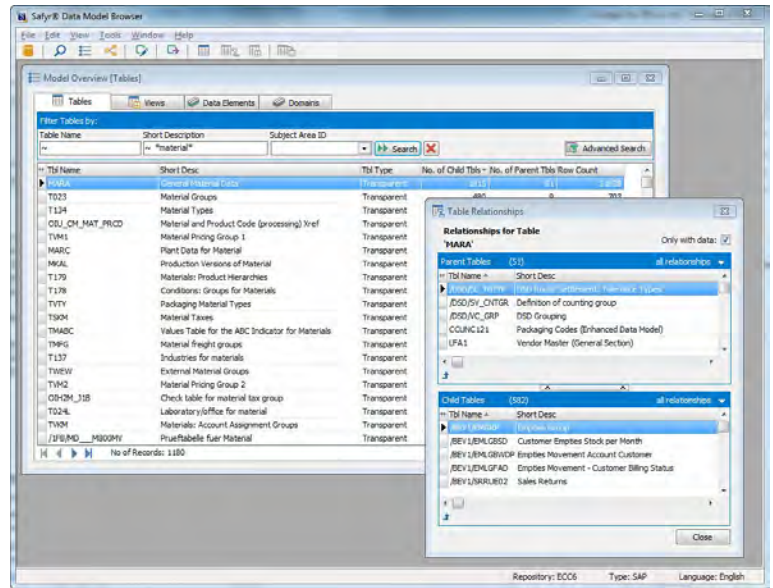 Safyr® Data Model Browser
File Edit View Tools Window Help
Model Overview [Tables]
Tables Views Data Elements Domains
Filter Tables by:
Table Name Short Description Subject Area ID
~ ~ *material* Search Advanced Search
Tbl Name Short Desc Tbl Type No. of Child Tbls No. of Parent Tbls Row Count
MARA General Material Data Transparent
T023 Material Groups Transparent
T134 Material Types Transparent
OIJ_CM_MAT_PRCD Material and Product Code (processing) Xref Transparent
TVM1 Material Pricing Group 1 Transparent
MARC Plant Data for Material Transparent
MKAL Production Versions of Material Transparent
T179 Materials: Product Hierarchies Transparent
T178 Conditions: Groups for Materials Transparent
TVTY Packaging Material Types Transparent
TSKM Material Taxes Transparent
TMABC Values Table for the ABC Indicator for Materials Transparent
TMFG Material freight groups Transparent
T137 Industries for materials Transparent
TWEW External Material Groups Transparent
TVM2 Material Pricing Group 2 Transparent
OIH2M_J1B Check table for material tax group Transparent
T024L Laboratory/office for material Transparent
TVKM Materials: Account Assignment Groups Transparent
/1FB/MD__M800MV Prueftabelle fuer Material Transparent
No of Records: 1180
Table Relationships
Relationships for Table
'MARA' Only with data:
Parent Tables (51) all relationships
Tbl Name Short Desc
DSD Route Settlement: Tolerance Types
/DSD/SV_CNTGR Definition of counting group
/DSD/VC_GRP DSD Grouping
CCUNC121 Packaging Codes (Enhanced Data Model)
LFA1 Vendor Master (General Section)
Child Tables (582) all relationships
Tbl Name Short Desc
Empties Group
/BEV1/EMLGBSD Customer Empties Stock per Month
/BEV1/EMLGBWDP Empties Movement Account Customer
/BEV1/EMLGFAD Empties Movement - Customer Billing Status
/BEV1/SRRUE02 Sales Returns
Close
Repository: ECC6 Type: SAP Language: English